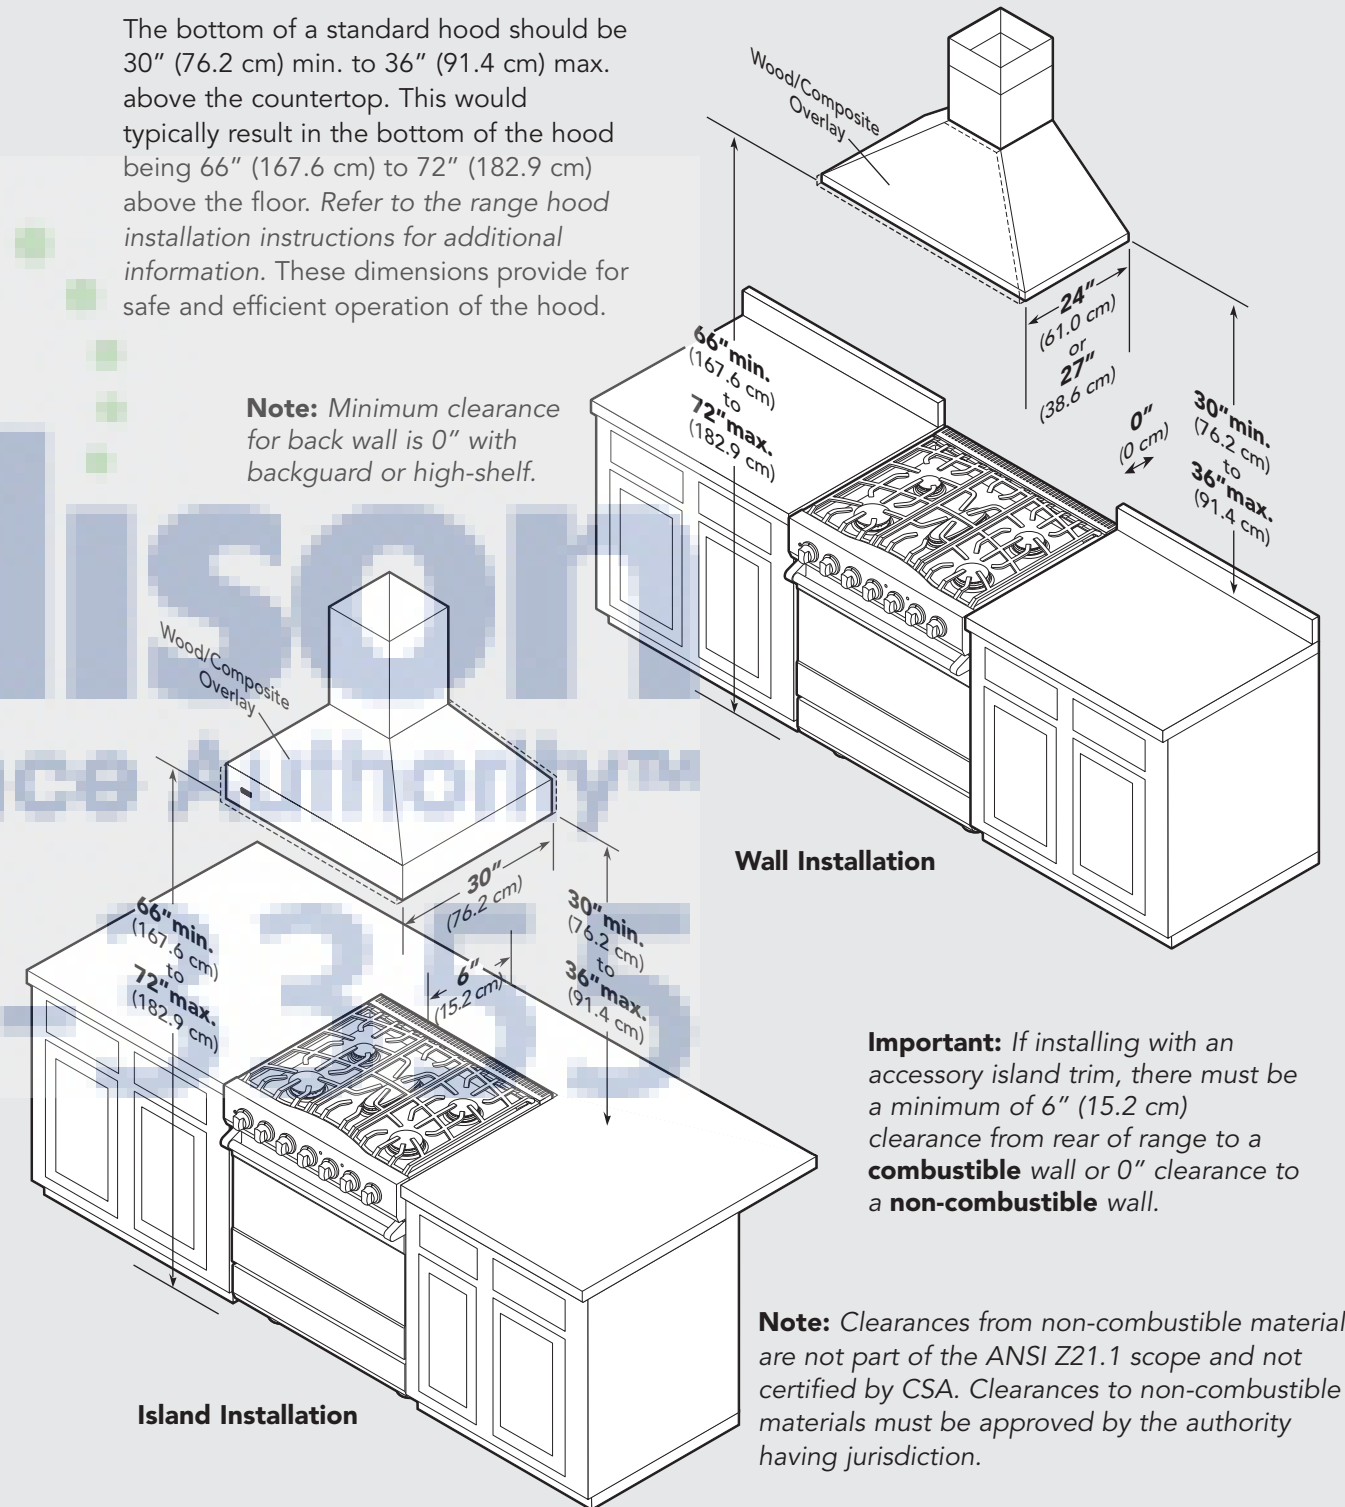 The bottom of a standard hood should be
30" (76.2 cm) min. to 36" (91.4 cm) max.
above the countertop. This would
typically result in the bottom of the hood
being 66" (167.6 cm) to 72" (182.9 cm)
above the floor. Refer to the range hood
installation instructions for additional
information. These dimensions provide for
safe and efficient operation of the hood.
Wood/Composite
Overlay
24"
(61.0 cm)
or
27"
(38.6 cm)
66"min.
(167.6 cm)
to
72"max.
(182.9 cm)
0"
(0 cm)
30"min.
(76.2 cm)
to
36"max.
(91.4 cm)
Note: Minimum clearance
for back wall is 0" with
backguard or high-shelf.
lison
nce Authority™
-3355
Wall Installation
Wood/Composite
Overlay
30"
(76.2 cm)
6"
(15.2 cm)
66"min.
(167.6 cm)
to
72"max.
(182.9 cm)
30"min.
(76.2 cm)
to
36"max.
(91.4 cm)
Island Installation
Important: If installing with an
accessory island trim, there must be
a minimum of 6" (15.2 cm)
clearance from rear of range to a
combustible wall or 0" clearance to
a non-combustible wall.
Note: Clearances from non-combustible material
are not part of the ANSI Z21.1 scope and not
certified by CSA. Clearances to non-combustible
materials must be approved by the authority
having jurisdiction.